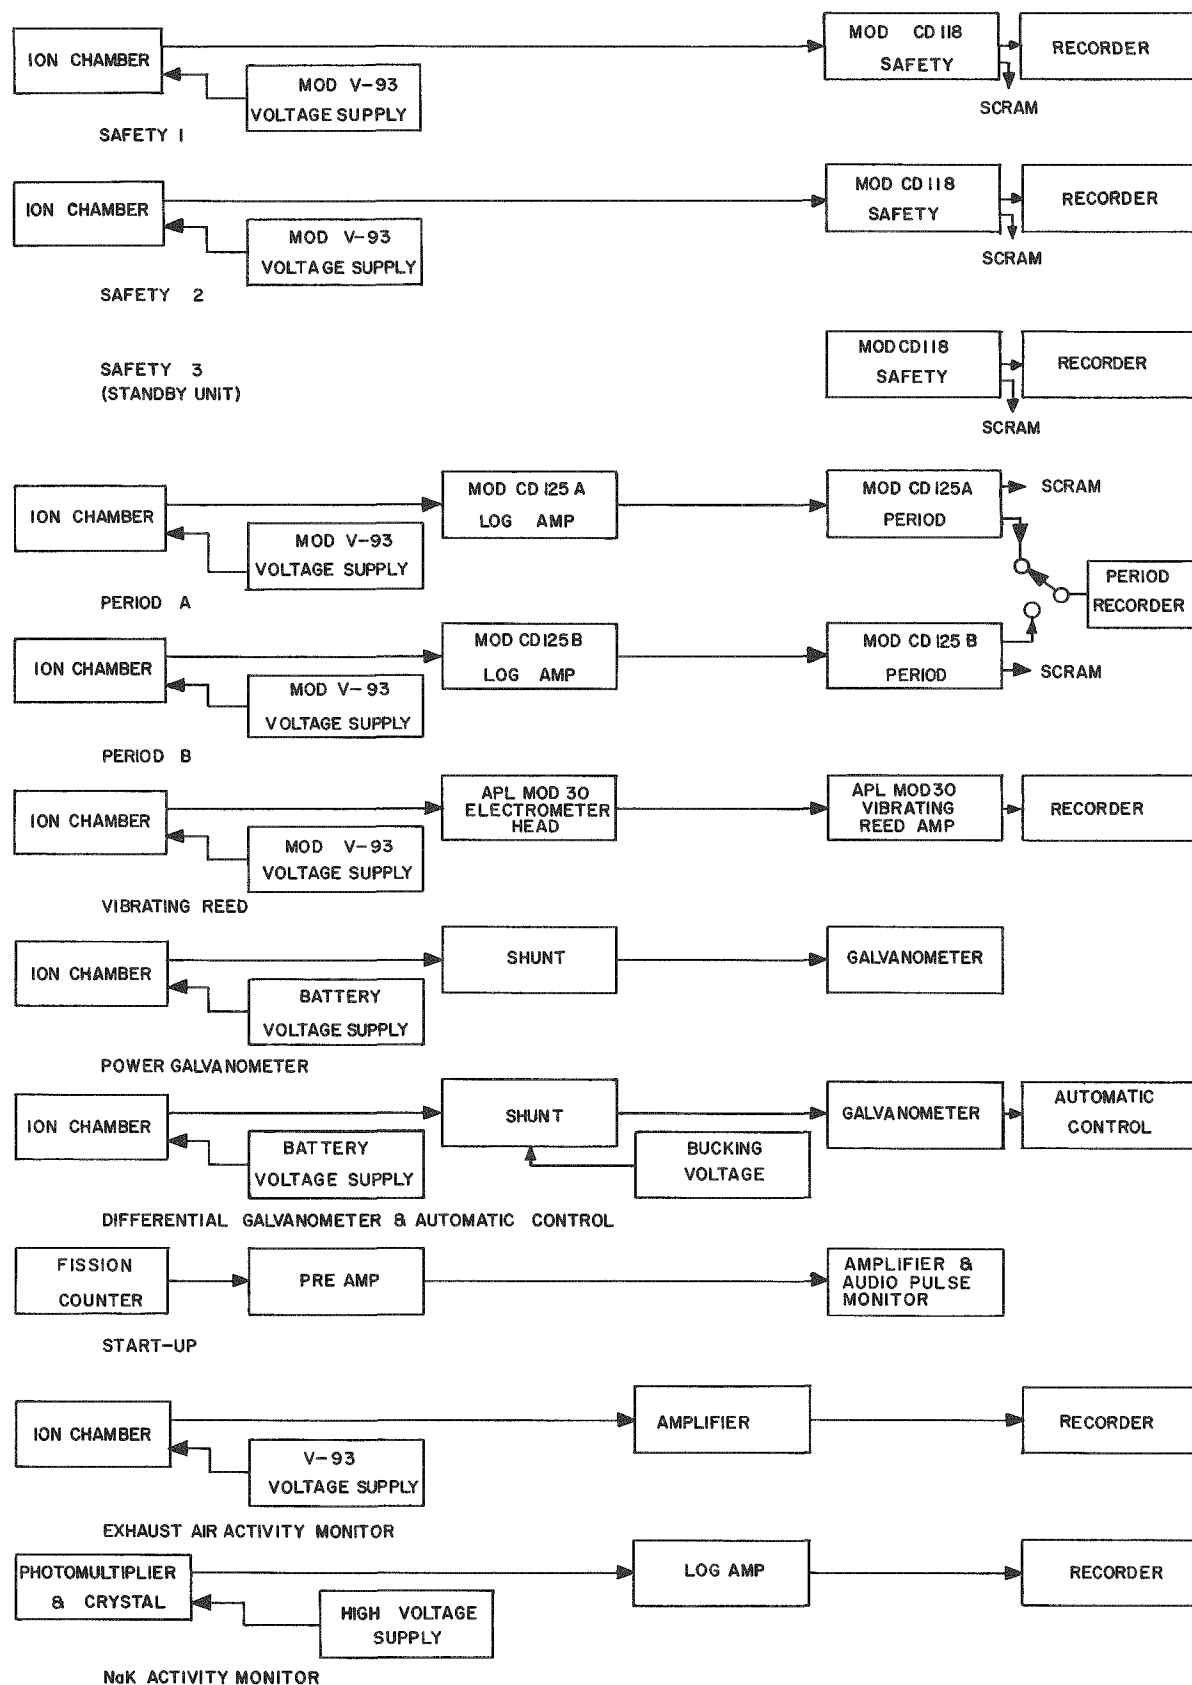 ION CHAMBER
MOD V-93
VOLTAGE SUPPLY
MOD CD 118
SAFETY
RECORDER
SCRAM
SAFETY 1
ION CHAMBER
MOD V-93
VOLTAGE SUPPLY
MOD CD 118
SAFETY
RECORDER
SCRAM
SAFETY 2
SAFETY 3
(STANDBY UNIT)
MOD CD118
SAFETY
RECORDER
SCRAM
ION CHAMBER
MOD V-93
VOLTAGE SUPPLY
MOD CD 125 A
LOG AMP
MOD CD 125A
PERIOD
SCRAM
PERIOD
RECORDER
PERIOD A
ION CHAMBER
MOD V-93
VOLTAGE SUPPLY
MOD CD 125 B
LOG AMP
MOD CD 125 B
PERIOD
SCRAM
PERIOD B
ION CHAMBER
MOD V-93
VOLTAGE SUPPLY
APL MOD 30
ELECTROMETER
HEAD
APL MOD 30
VIBRATING
REED AMP
RECORDER
VIBRATING REED
ION CHAMBER
BATTERY
VOLTAGE SUPPLY
SHUNT
GALVANOMETER
POWER GALVANOMETER
ION CHAMBER
BATTERY
VOLTAGE SUPPLY
SHUNT
BUCKING
VOLTAGE
GALVANOMETER
AUTOMATIC
CONTROL
DIFFERENTIAL GALVANOMETER & AUTOMATIC CONTROL
FISSION
COUNTER
PRE AMP
AMPLIFIER &
AUDIO PULSE
MONITOR
START-UP
ION CHAMBER
V-93
VOLTAGE SUPPLY
AMPLIFIER
RECORDER
EXHAUST AIR ACTIVITY MONITOR
PHOTOMULTIPLIER
& CRYSTAL
HIGH VOLTAGE
SUPPLY
LOG AMP
RECORDER
NaK ACTIVITY MONITOR